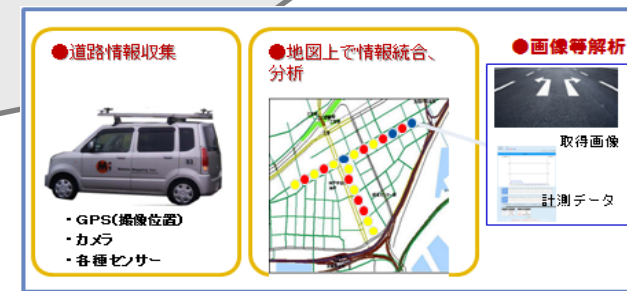 ●道路情報収集
・GPS(撮像位置)
・カメラ
・各種センサー
●地図上で情報統合、
分析
●画像等解析
取得画像
計測データ